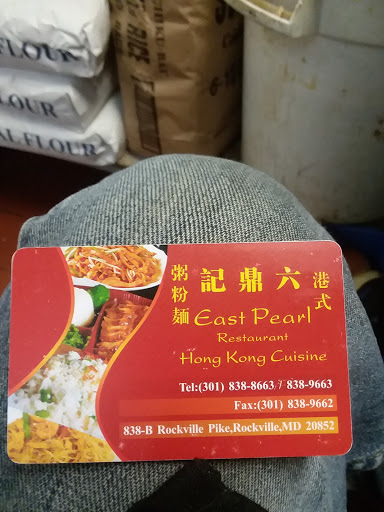 FLOUR
LOUR
AL FLOUR
RICE
港式
六鼎記
粥粉麵
East Pearl
Restaurant
Hong Kong Cuisine
Tel:(301) 838-8663 / 838-9663
Fax:(301) 838-9662
838-B Rockville Pike,Rockville,MD 20852